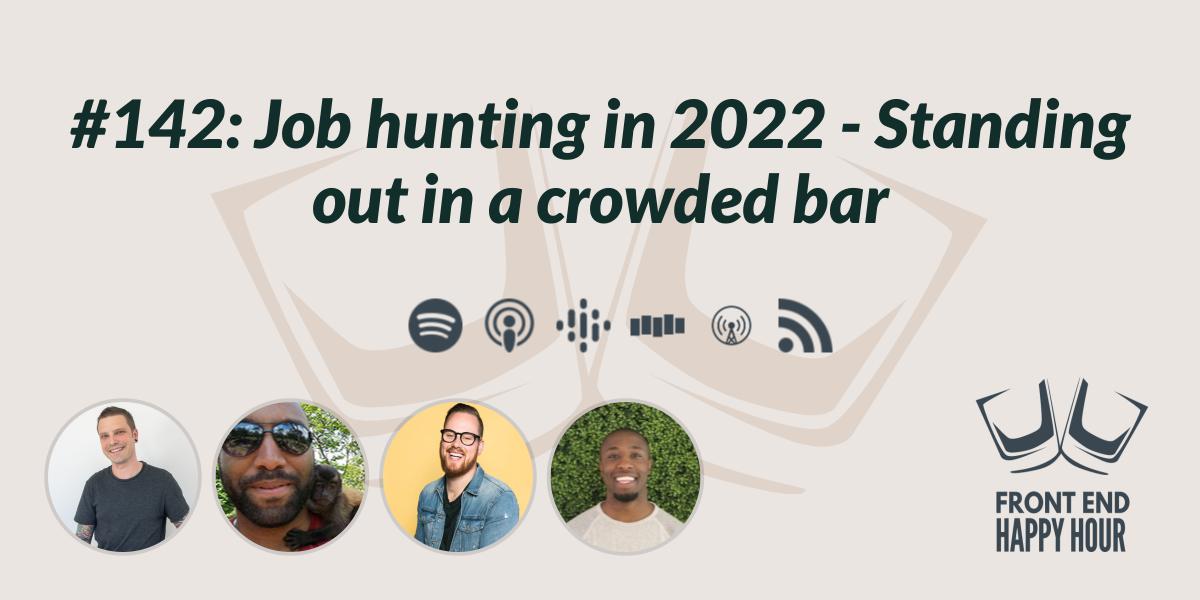 #142: Job hunting in 2022 - Standing
out in a crowded bar
FRONT END
HAPPY HOUR